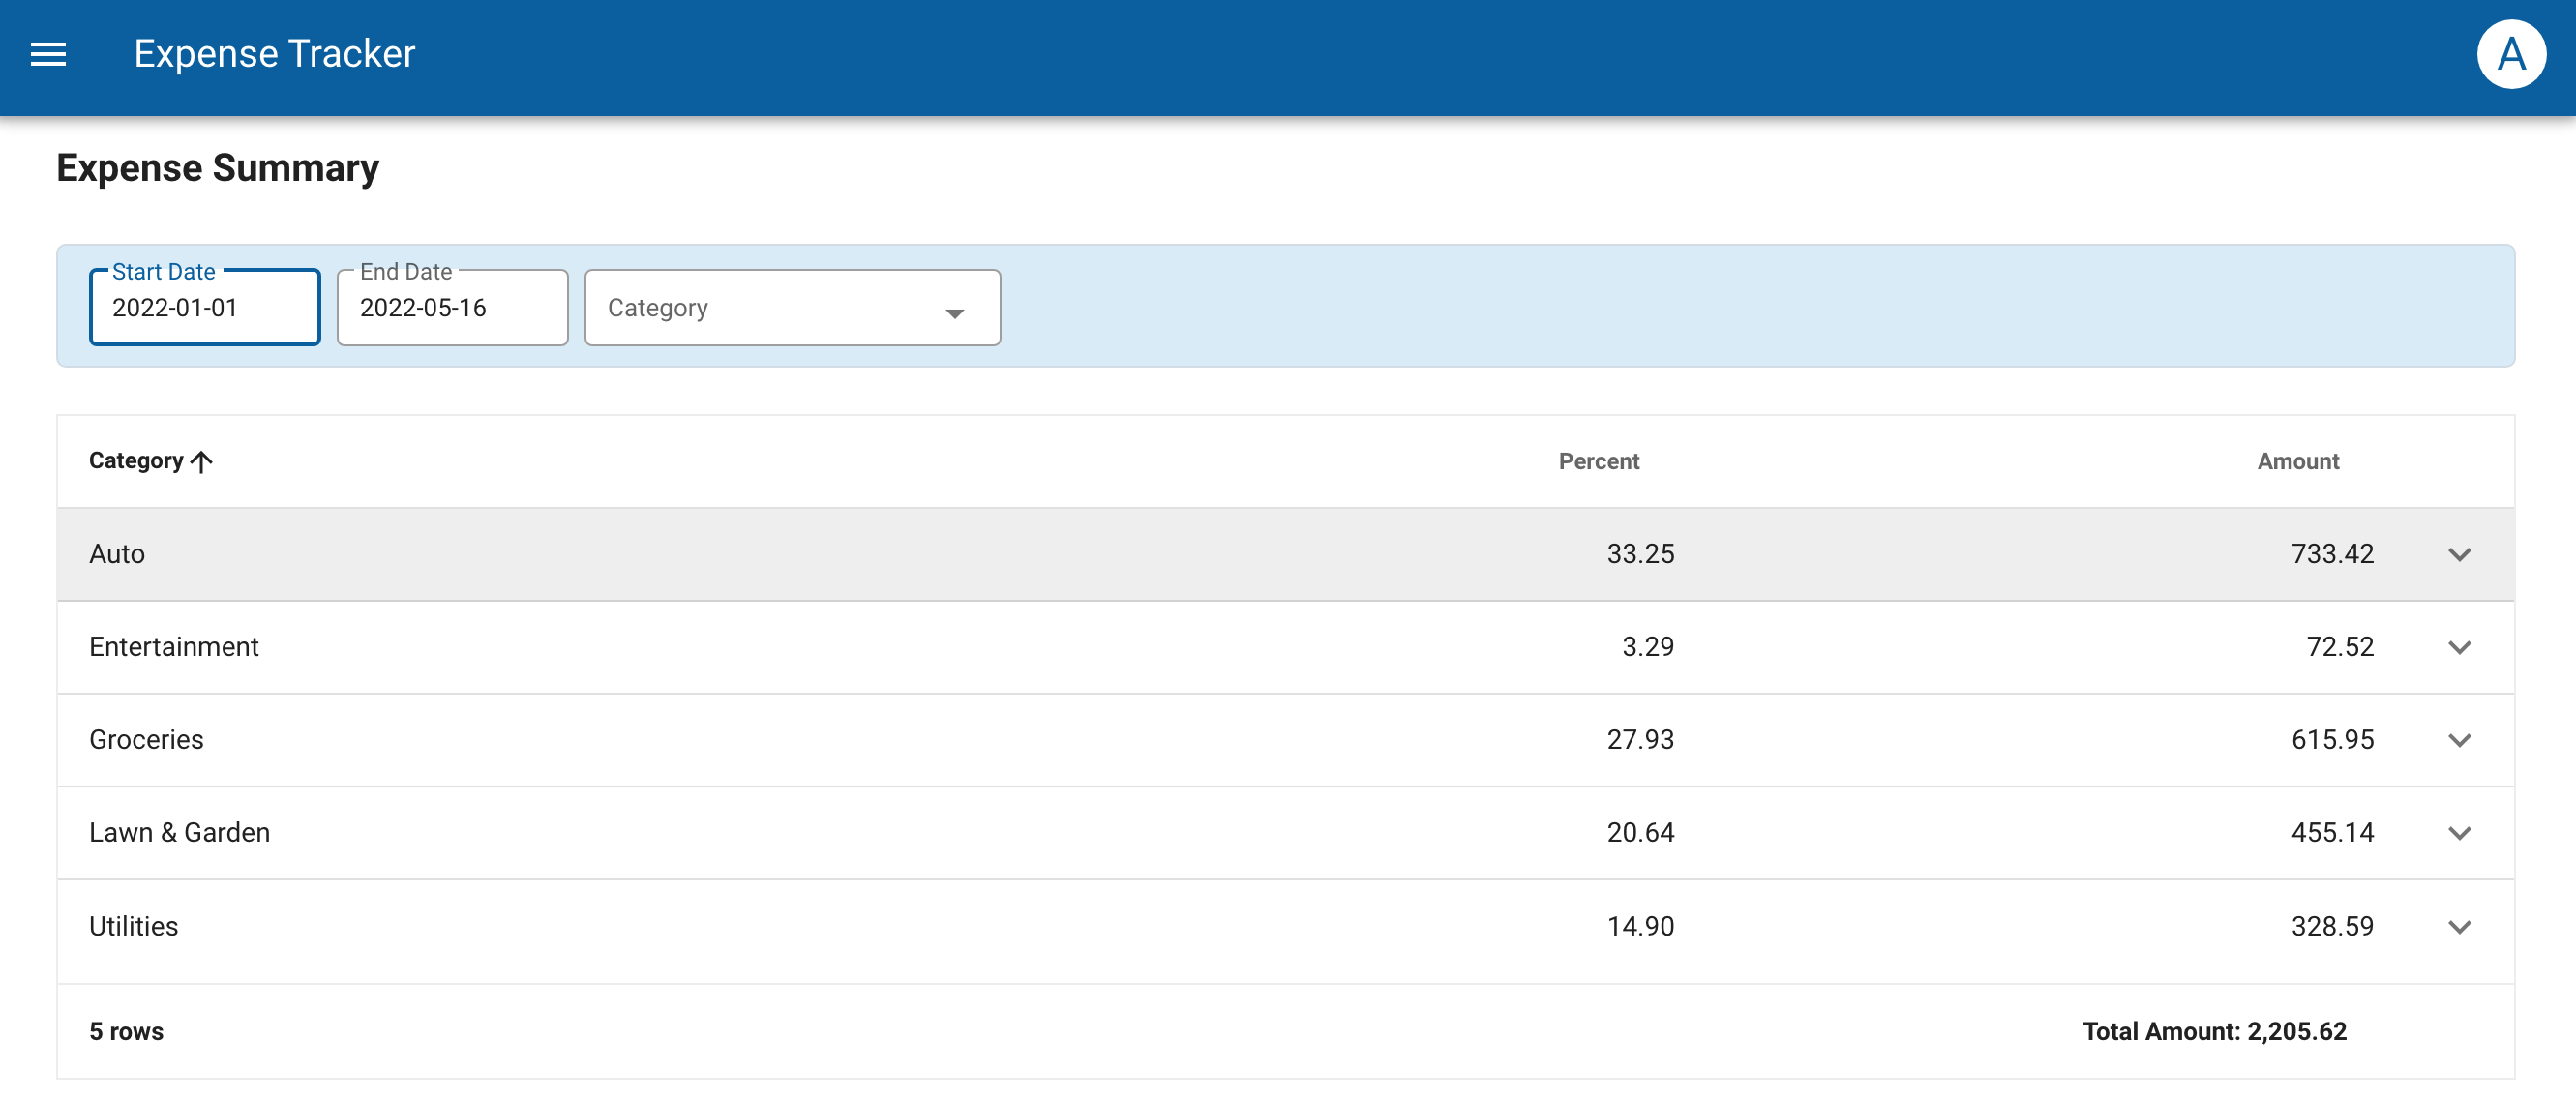 Expense Tracker A
Expense Summary
Start Date End Date
2022-01-01 2022-05-16 Category
Category Percent Amount
Auto 33.25 733.42
Entertainment 3.29 72.52
Groceries 27.93 615.95
Lawn & Garden 20.64 455.14
Utilities 14.90 328.59
5 rows Total Amount: 2,205.62